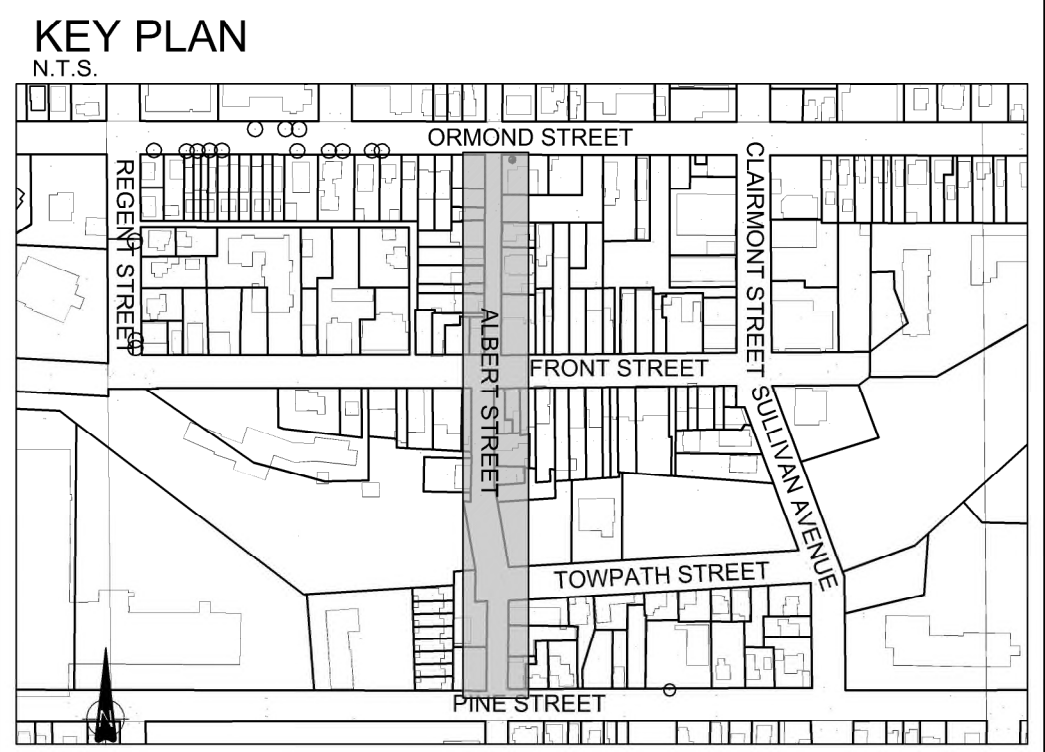 KEY PLAN
N.T.S.
ORMOND STREET
REGENT STREET
CLAIRMONT STREET
ALBERT STREET
FRONT STREET
SULLIVAN AVENUE
TOWPATH STREET
PINE STREET
N